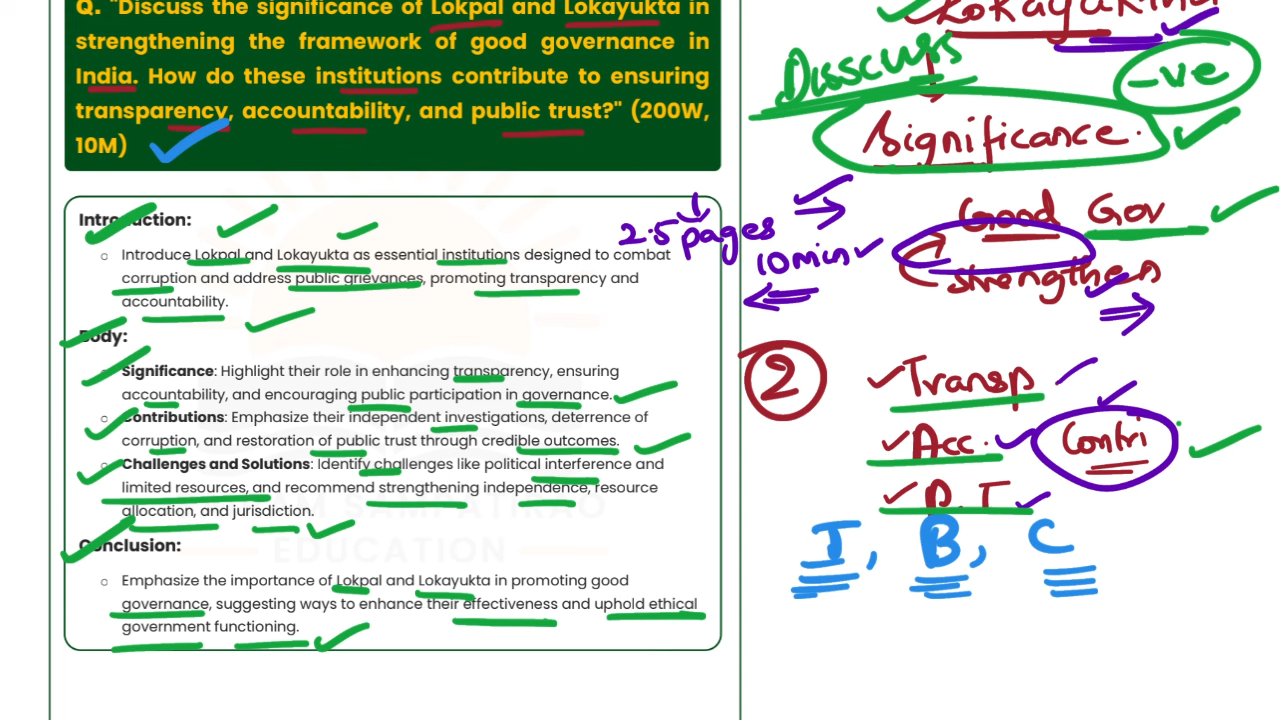 Q. "Discuss the significance of Lokpal and Lokayukta in
strengthening the framework of good governance in
India. How do these institutions contribute to ensuring
transparency, accountability, and public trust?" (200W,
10M)
Introduction:
Introduce Lokpal and Lokayukta as essential institutions designed to combat
corruption and address public grievances, promoting transparency and
accountability.
Body:
Significance: Highlight their role in enhancing transparency, ensuring
accountability, and encouraging public participation in governance.
Contributions: Emphasize their independent investigations, deterrence of
corruption, and restoration of public trust through credible outcomes.
Challenges and Solutions: Identify challenges like political interference and
limited resources, and recommend strengthening independence, resource
allocation, and jurisdiction.
Conclusion:
Emphasize the importance of Lokpal and Lokayukta in promoting good
governance, suggesting ways to enhance their effectiveness and uphold ethical
government functioning.
SAMPATIRAO
EDUCATION
Disscuss
-ve
Significance.
2.5 pages
10min
Good Gov
strengthen
2
Transp
Acc.
Contri
P. T
I, B, C